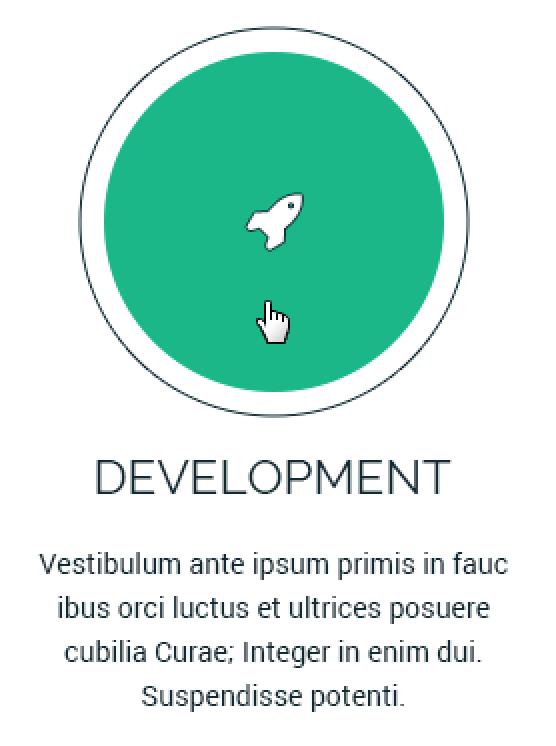 DEVELOPMENT
Vestibulum ante ipsum primis in fauc
ibus orci luctus et ultrices posuere
cubilia Curae; Integer in enim dui.
Suspendisse potenti.